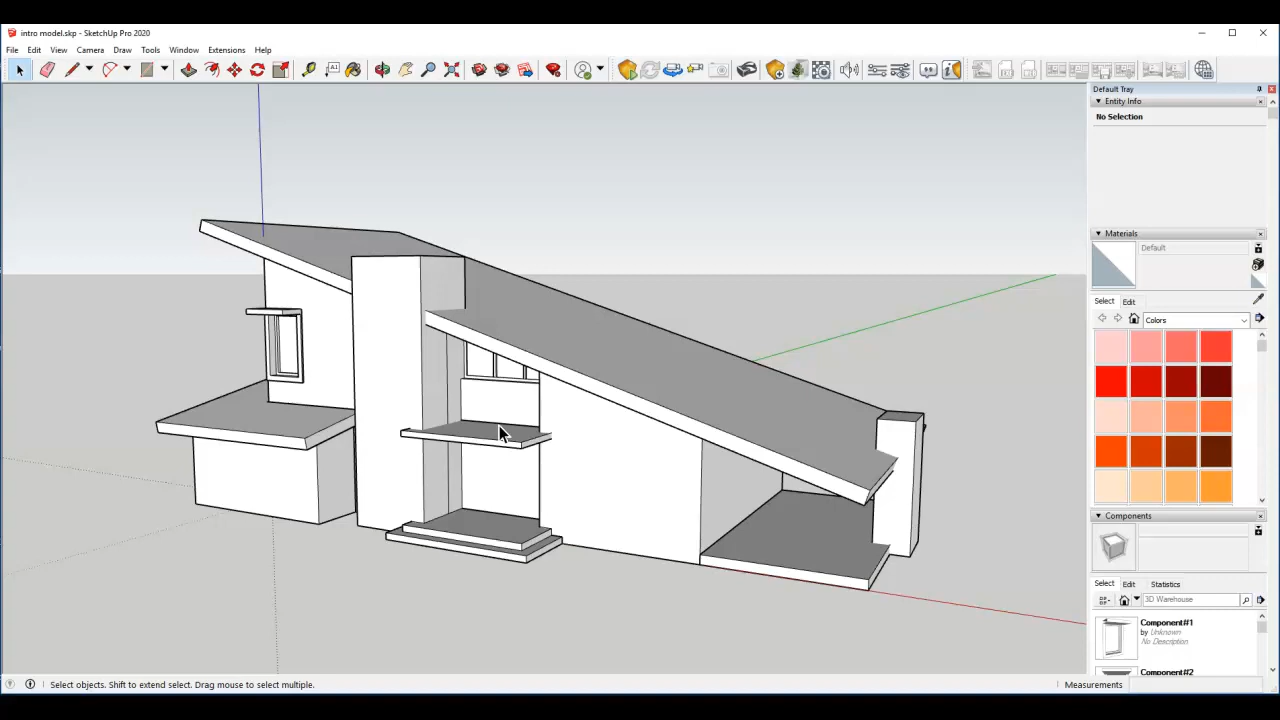 intro model.skp - SketchUp Pro 2020
File Edit View Camera Draw Tools Window Extensions Help
Default Tray
Entity Info
No Selection
Materials
Default
Select Edit
Colors
Components
Select Edit Statistics
3D Warehouse
Component#1
by Unknown
No Description
Component#2
Select objects. Shift to extend select. Drag mouse to select multiple.
Measurements